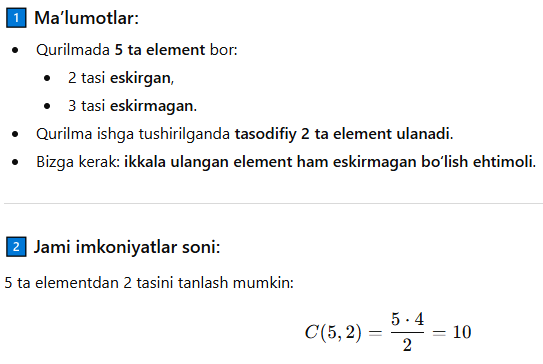 1 Ma’lumotlar:
• Qurilmada 5 ta element bor:
• 2 tasi eskirgan,
• 3 tasi eskirmagan.
• Qurilma ishga tushirilganda tasodifiy 2 ta element ulanadi.
• Bizga kerak: ikkala ulangan element ham eskirmagan bo‘lish ehtimoli.
2 Jami imkoniyatlar soni:
5 ta elementdan 2 tasini tanlash mumkin:
C(5, 2) = \frac{5 · 4}{2} = 10